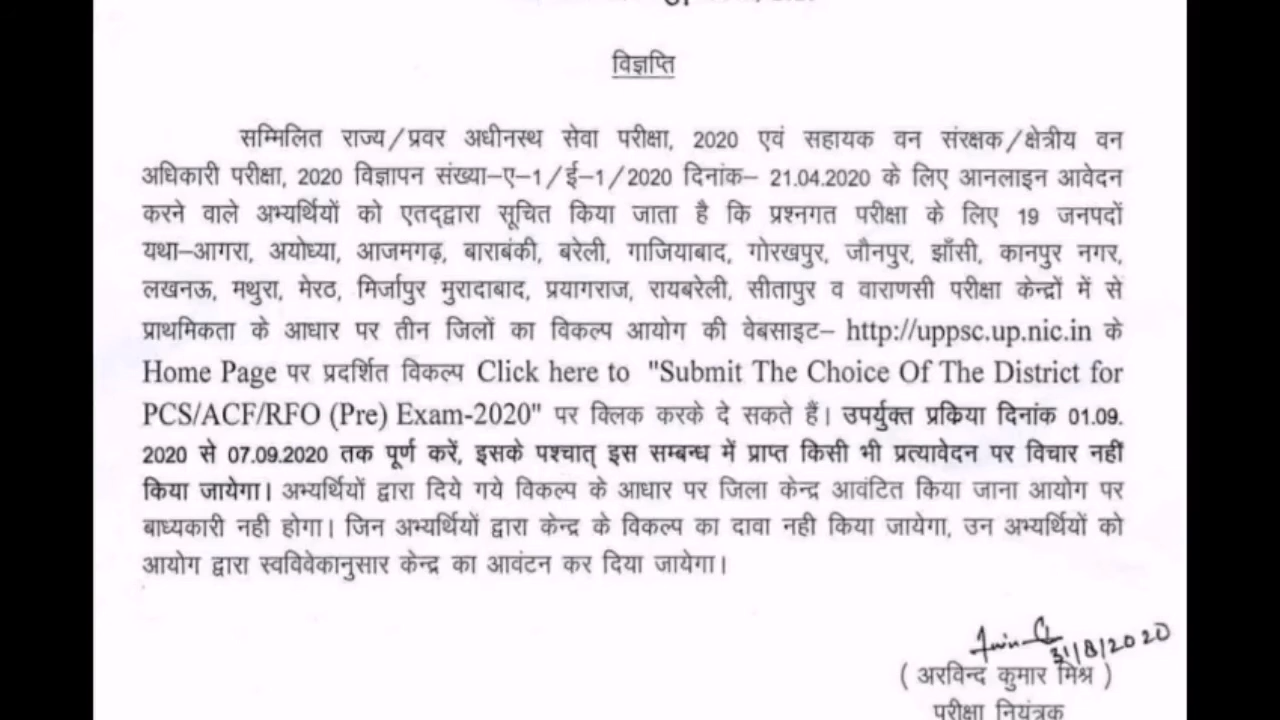 विज्ञप्ति
सम्मिलित राज्य/प्रवर अधीनस्थ सेवा परीक्षा, 2020 एवं सहायक वन संरक्षक/क्षेत्रीय वन
अधिकारी परीक्षा, 2020 विज्ञापन संख्या–ए–1/ई–1/2020 दिनांक– 21.04.2020 के लिए आनलाइन आवेदन
करने वाले अभ्यर्थियों को एतद्द्वारा सूचित किया जाता है कि प्रश्नगत परीक्षा के लिए 19 जनपदों
यथा–आगरा, अयोध्या, आजमगढ़, बाराबंकी, बरेली, गाजियाबाद, गोरखपुर, जौनपुर, झाँसी, कानपुर नगर,
लखनऊ, मथुरा, मेरठ, मिर्जापुर मुरादाबाद, प्रयागराज, रायबरेली, सीतापुर व वाराणसी परीक्षा केन्द्रों में से
प्राथमिकता के आधार पर तीन जिलों का विकल्प आयोग की वेबसाइट– http://uppsc.up.nic.in के
Home Page पर प्रदर्शित विकल्प Click here to "Submit The Choice Of The District for
PCS/ACF/RFO (Pre) Exam-2020" पर क्लिक करके दे सकते हैं। उपर्युक्त प्रक्रिया दिनांक 01.09.
2020 से 07.09.2020 तक पूर्ण करें, इसके पश्चात् इस सम्बन्ध में प्राप्त किसी भी प्रत्यावेदन पर विचार नहीं
किया जायेगा। अभ्यर्थियों द्वारा दिये गये विकल्प के आधार पर जिला केन्द्र आवंटित किया जाना आयोग पर
बाध्यकारी नही होगा। जिन अभ्यर्थियों द्वारा केन्द्र के विकल्प का दावा नही किया जायेगा, उन अभ्यर्थियों को
आयोग द्वारा स्वविवेकानुसार केन्द्र का आवंटन कर दिया जायेगा।
31/8/2020
( अरविन्द कुमार मिश्र )
परीक्षा नियंत्रक